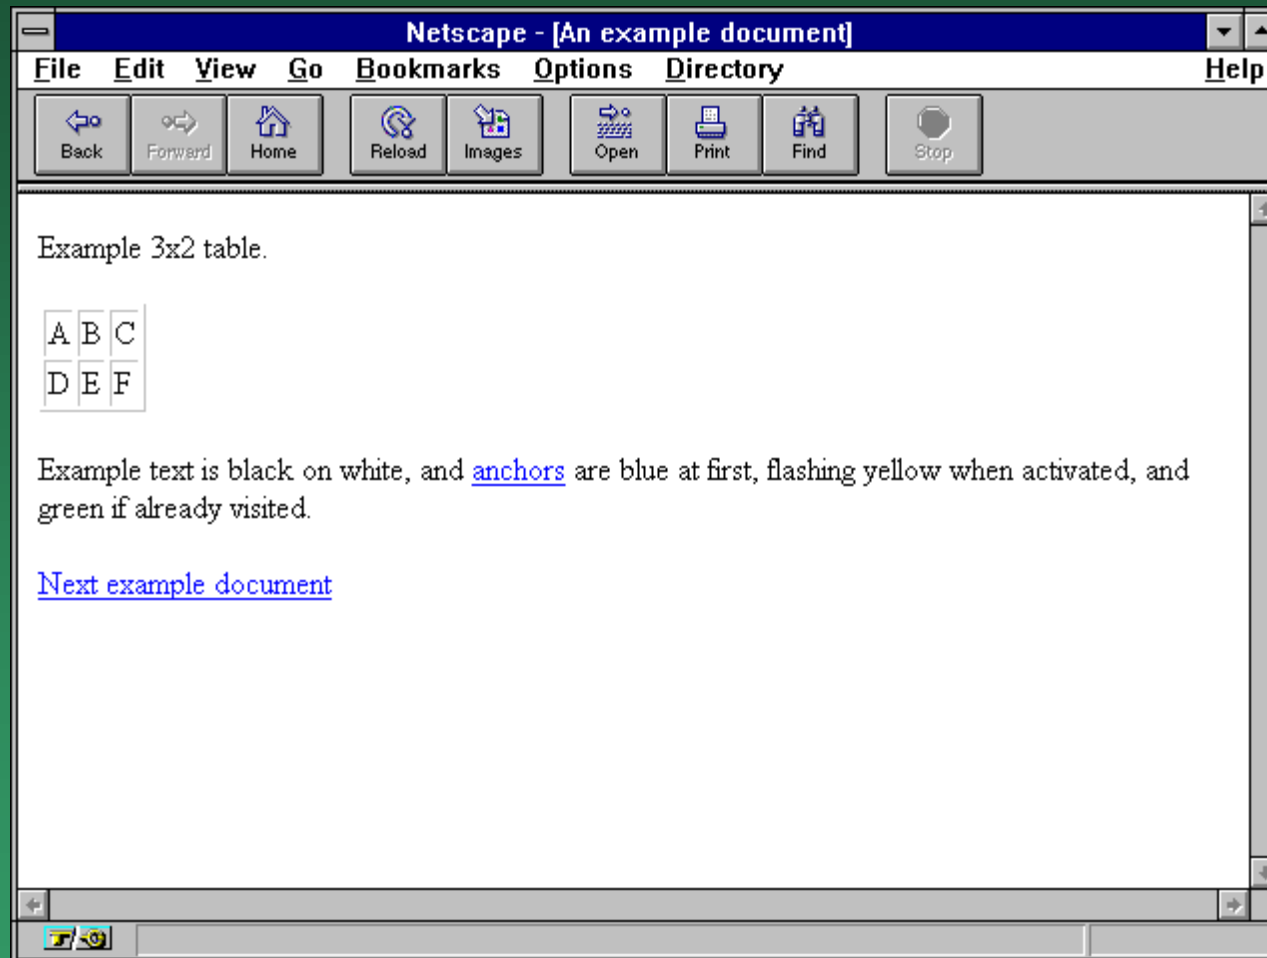 Netscape - [An example document]
File Edit View Go Bookmarks Options Directory Help
Back Forward Home Reload Images Open Print Find Stop
Example 3x2 table.
A B C
D E F
Example text is black on white, and anchors are blue at first, flashing yellow when activated, and
green if already visited.
Next example document